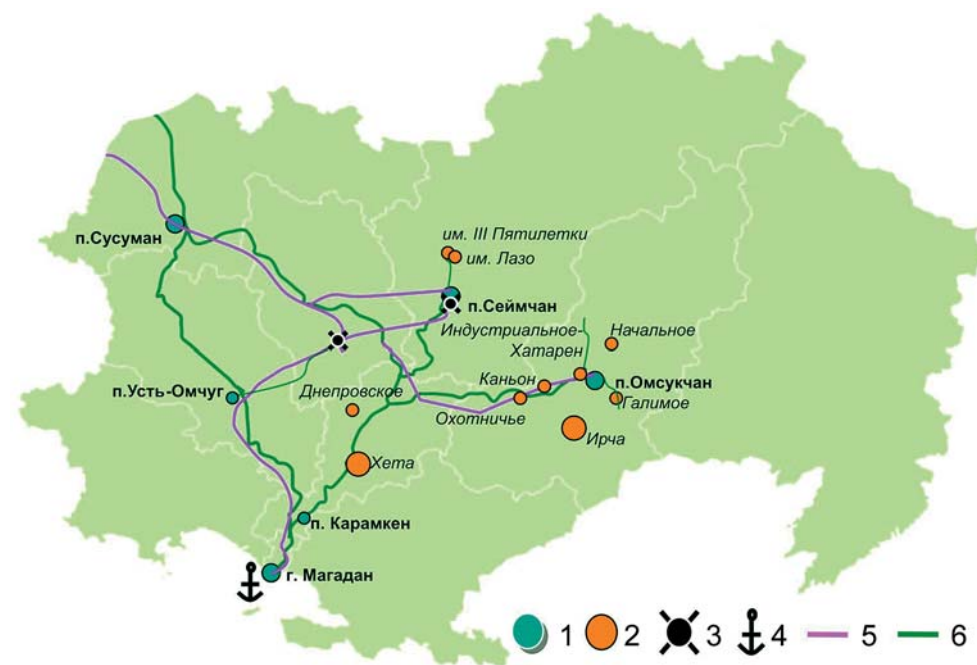 п.Сусуман
им. III Пятилетки
им. Лазо
п.Сеймчан
Индустриальное-
Хатарен
Начальное
п.Усть-Омчуг
Днепровское
Каньон
п.Омсукчан
Охотничье
Галимое
Ирча
Хета
п. Карамкен
г. Магадан
1 2 3 4 5 6